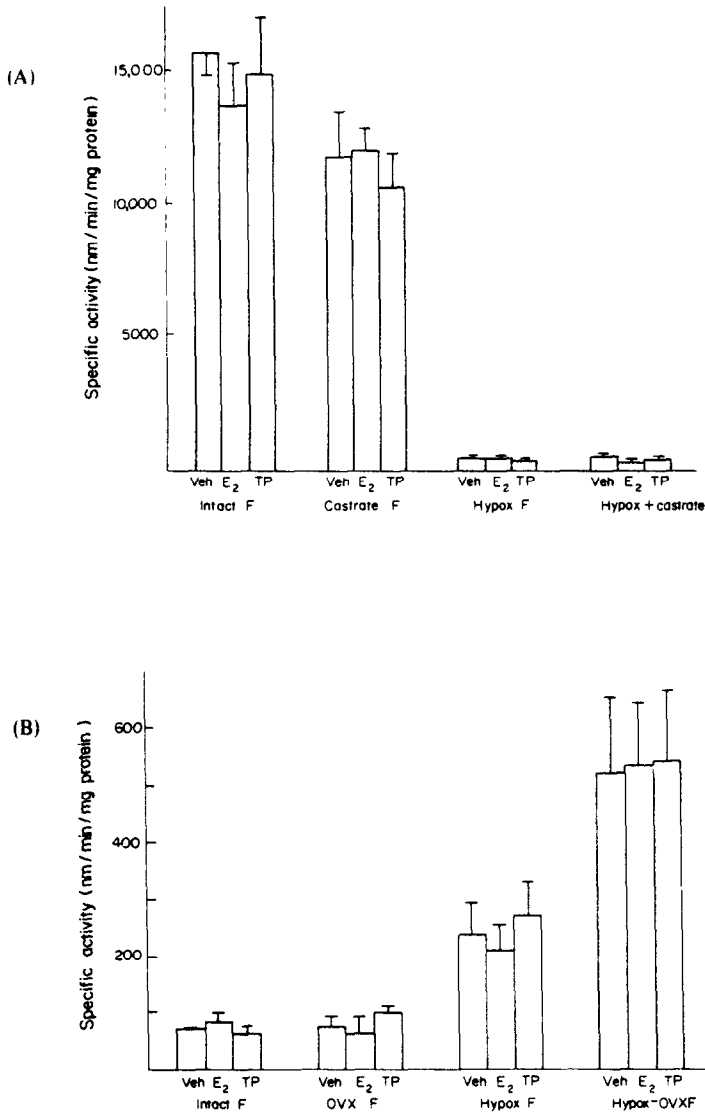 (A)
Specific activity (nm/min/mg protein)
15,000
10,000
5000
Veh E2 TP Veh E2 TP Veh E2 TP Veh E2 TP
Intact F Castrate F Hypox F Hypox + castrate
(B)
Specific activity (nm/min/mg protein)
600
400
200
Veh E2 TP Veh E2 TP Veh E2 TP Veh E2 TP
Intact F OVX F Hypox F Hypox-OVXF